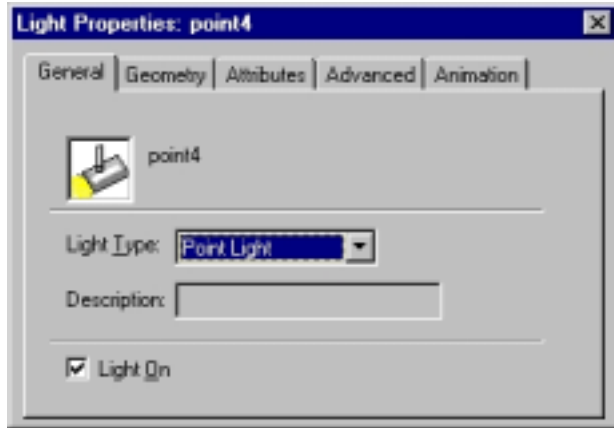 Light Properties: point4
General Geometry Attributes Advanced Animation
point4
Light Type: Point Light
Description:
Light On